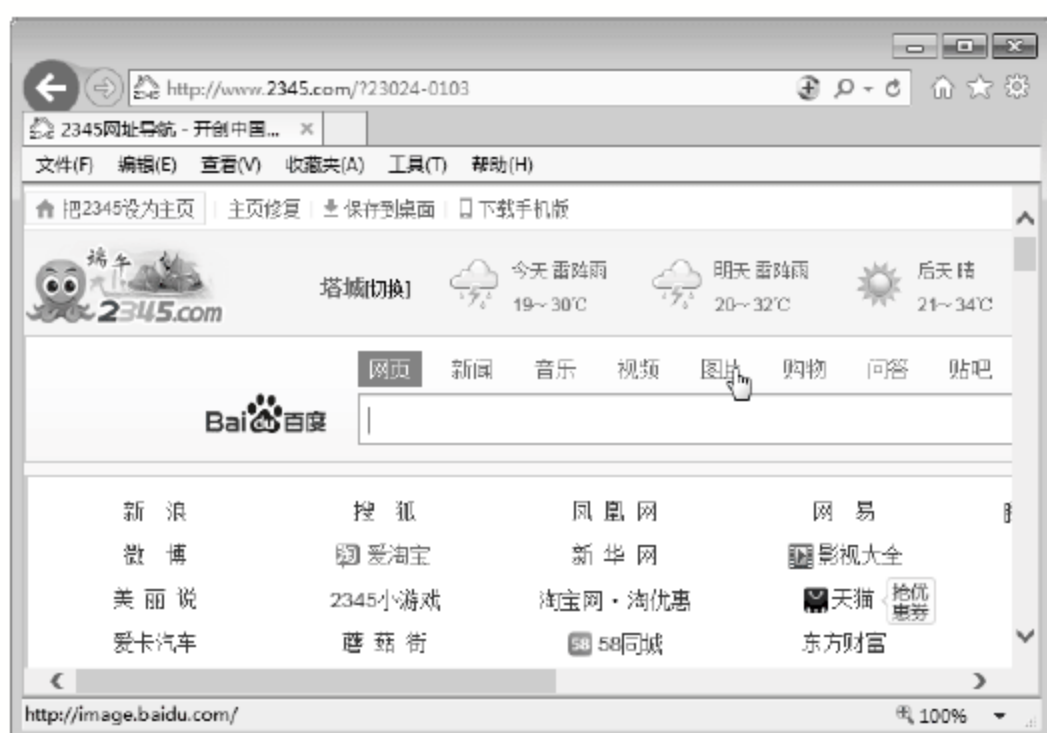 http://www.2345.com/?23024-0103
2345网址导航 - 开创中国...
文件(F) 编辑(E) 查看(V) 收藏夹(A) 工具(T) 帮助(H)
把2345设为主页 主页修复 保存到桌面 下载手机版
端午
2345.com
塔城[切换]
今天 雷阵雨
19～30℃
明天 雷阵雨
20～32℃
后天 晴
21～34℃
网页 新闻 音乐 视频 图片 购物 问答 贴吧
Bai du 百度
新浪 搜狐 凤凰网 网易
微博 淘 爱淘宝 新华网 影视大全
美丽说 2345小游戏 淘宝网·淘优惠 天猫 抢优惠券
爱卡汽车 蘑菇街 58 58同城 东方财富
http://image.baidu.com/
100%